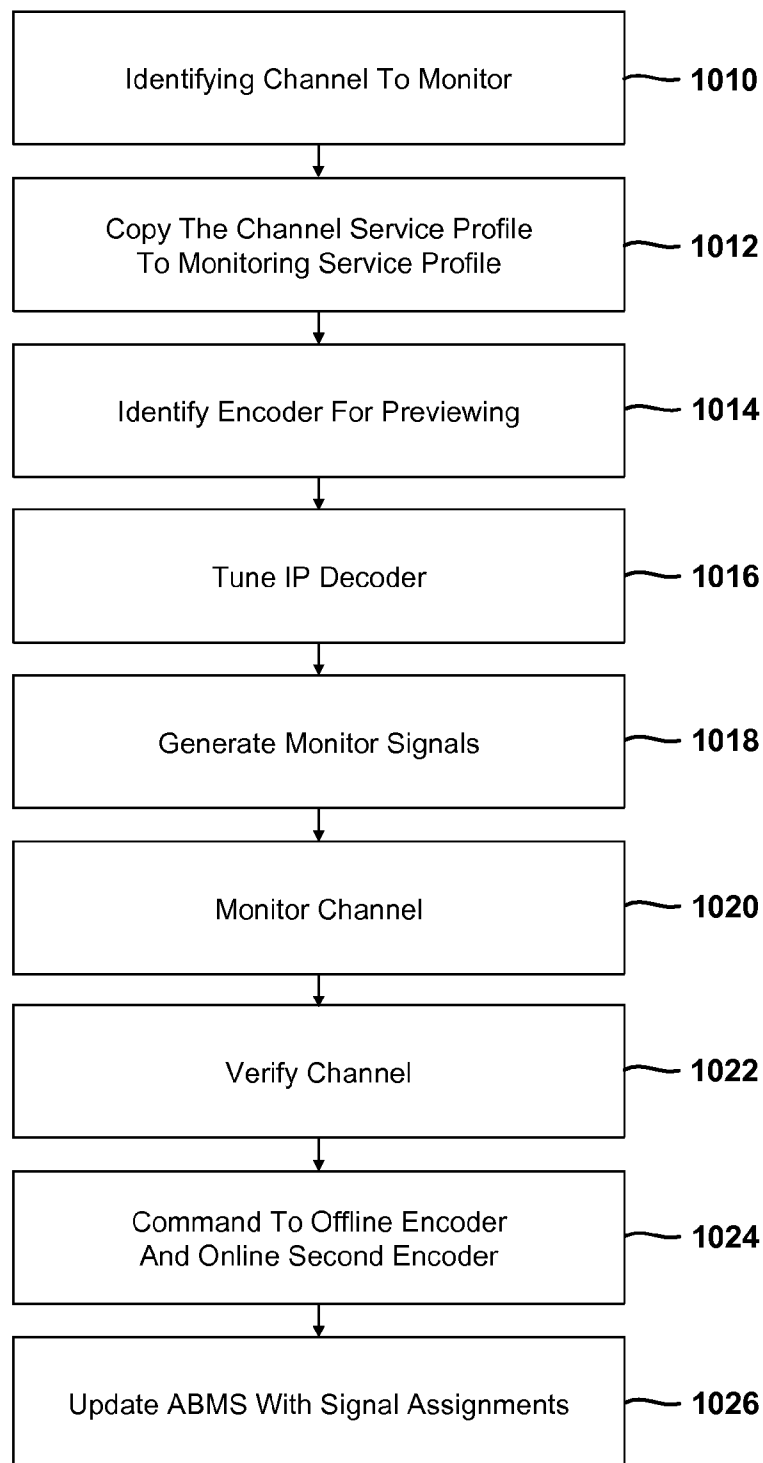 Identifying Channel To Monitor
1010
Copy The Channel Service Profile
To Monitoring Service Profile
1012
Identify Encoder For Previewing
1014
Tune IP Decoder
1016
Generate Monitor Signals
1018
Monitor Channel
1020
Verify Channel
1022
Command To Offline Encoder
And Online Second Encoder
1024
Update ABMS With Signal Assignments
1026